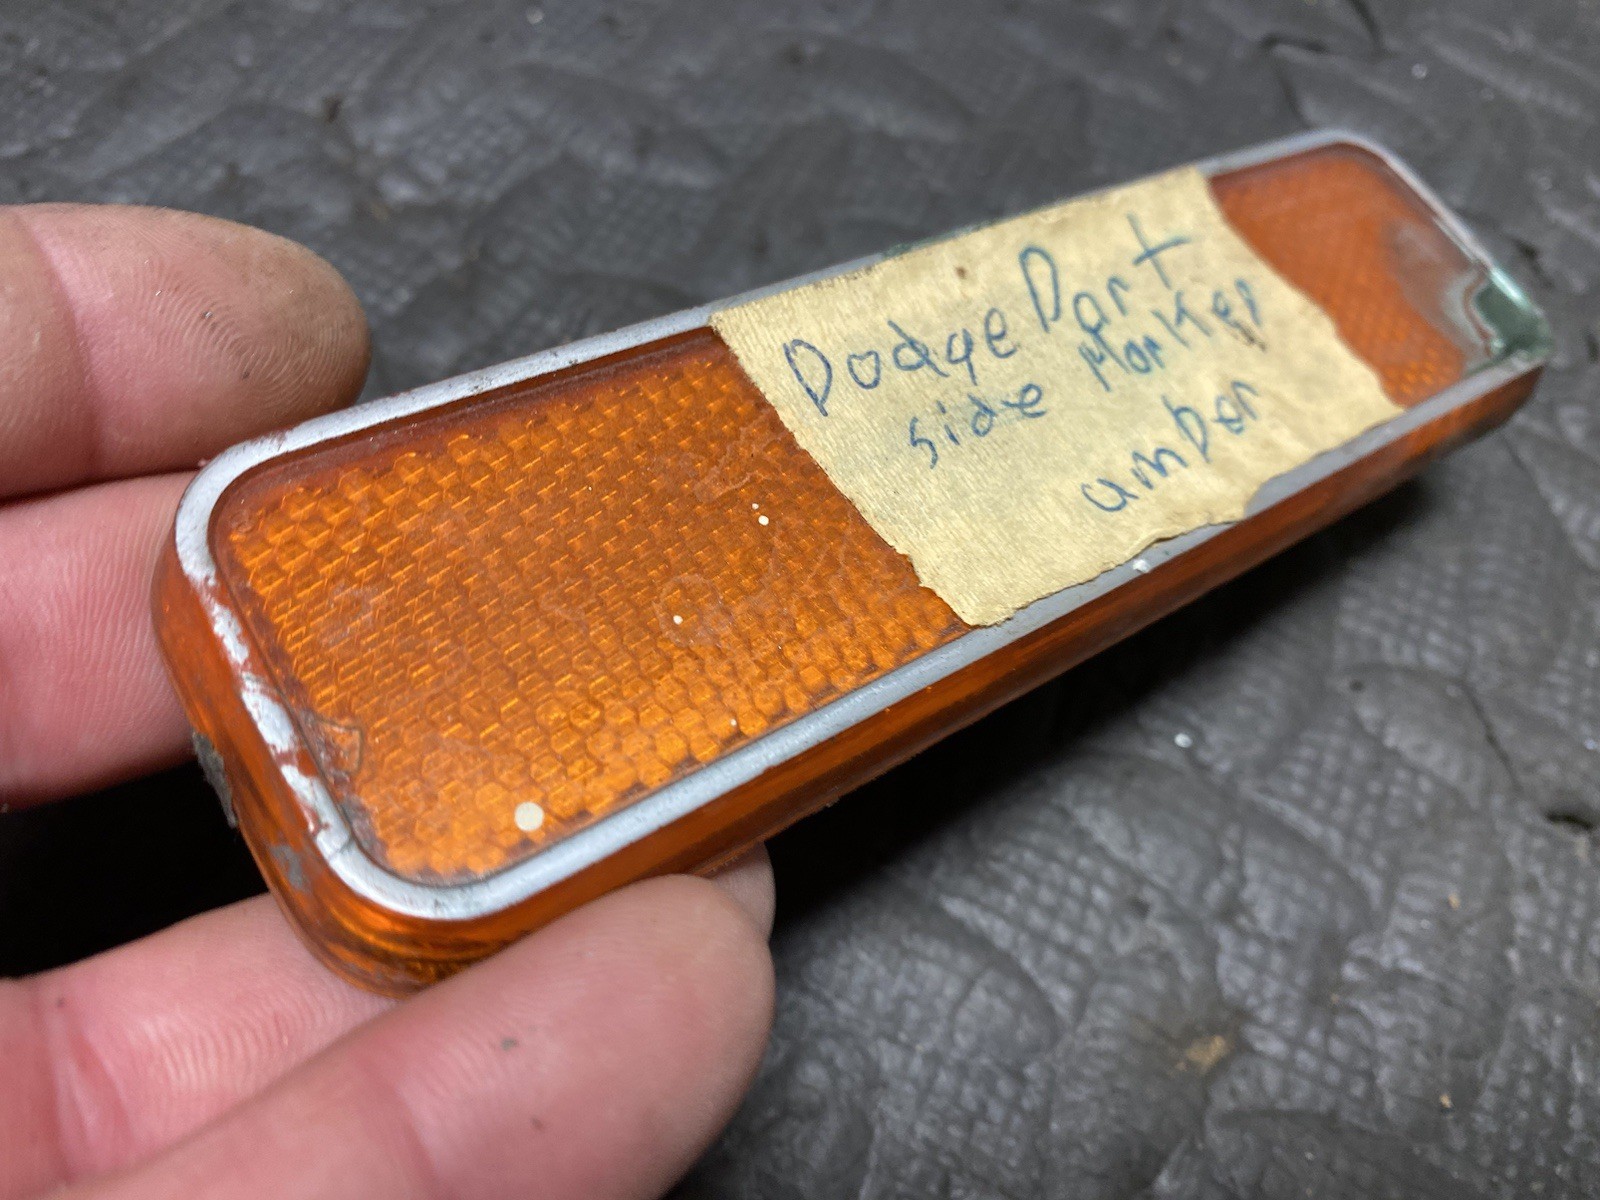 Dodge Dart
side Marker
amber